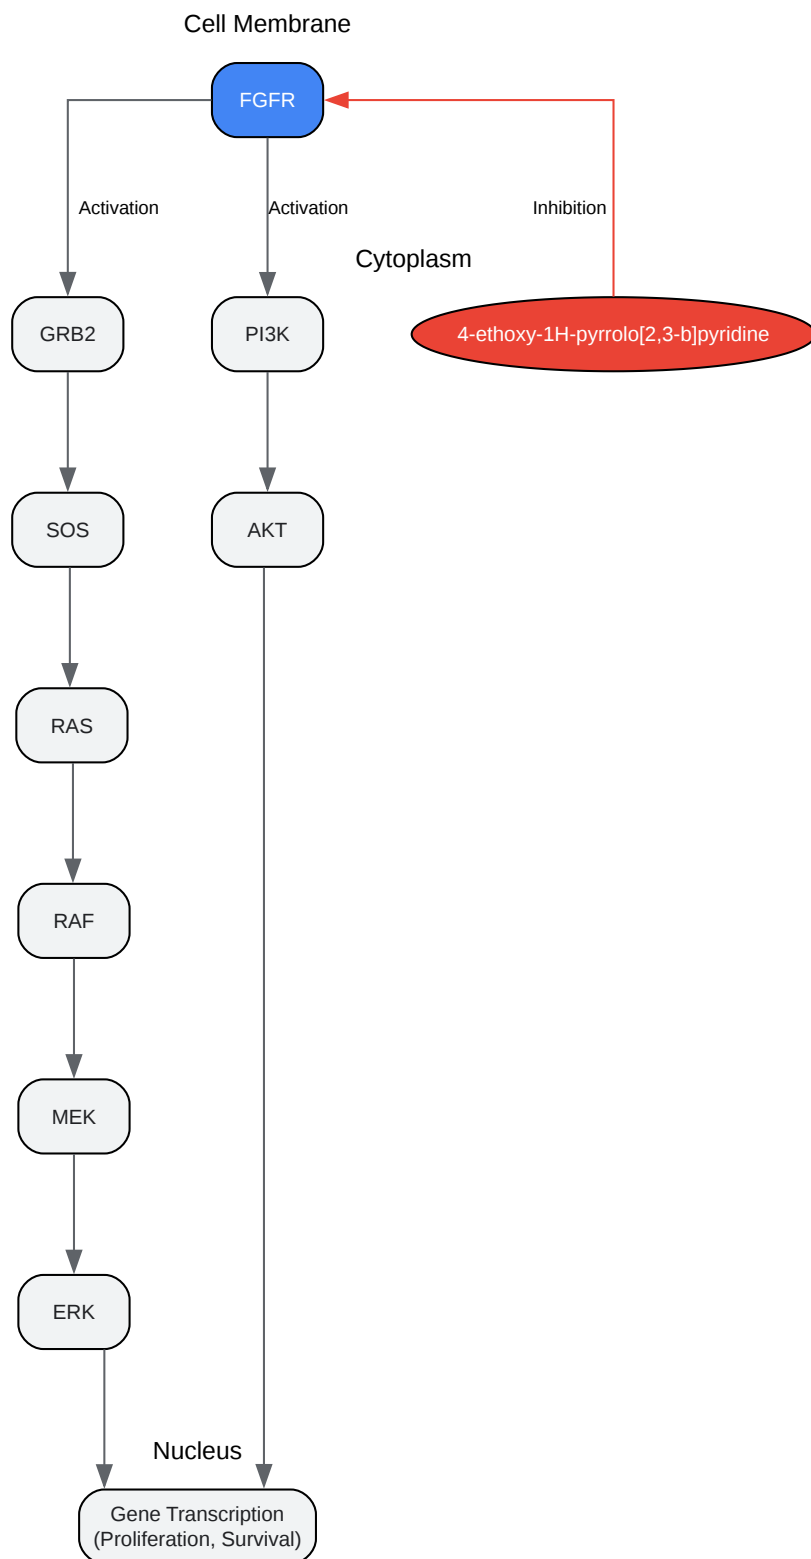 Cell Membrane
FGFR
Activation
Activation
Inhibition
Cytoplasm
GRB2
PI3K
4-ethoxy-1H-pyrrolo[2,3-b]pyridine
SOS
AKT
RAS
RAF
MEK
ERK
Nucleus
Gene Transcription
(Proliferation, Survival)